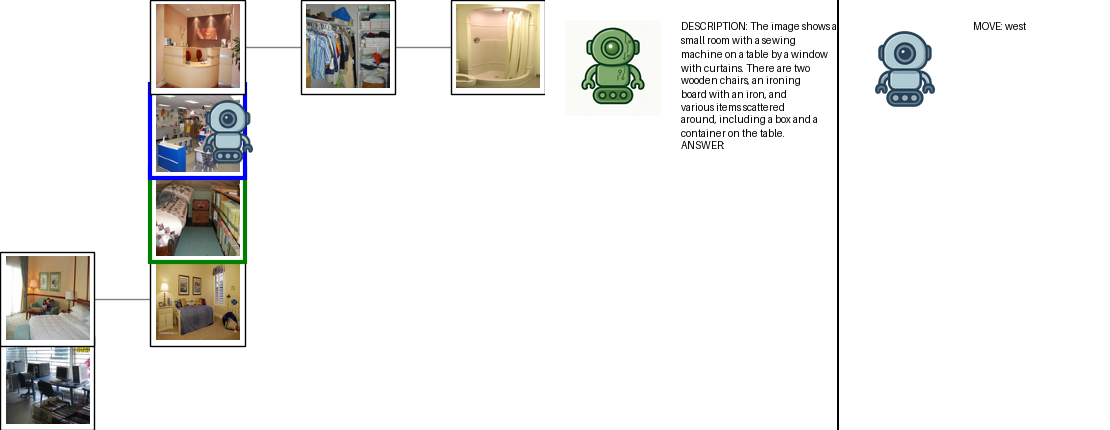 DESCRIPTION: The image shows a
small room with a sewing
machine on a table by a window
with curtains. There are two
wooden chairs, an ironing
board with an iron, and
various items scattered
around, including a box and a
container on the table.
ANSWER:
MOVE: west